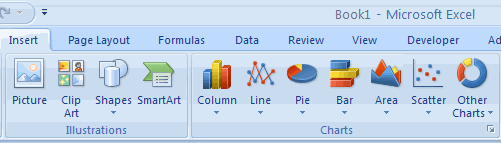 Book1 - Microsoft Excel
Insert Page Layout Formulas Data Review View Developer Ad
Picture Clip Art Shapes SmartArt Column Line Pie Bar Area Scatter Other Charts
Illustrations Charts